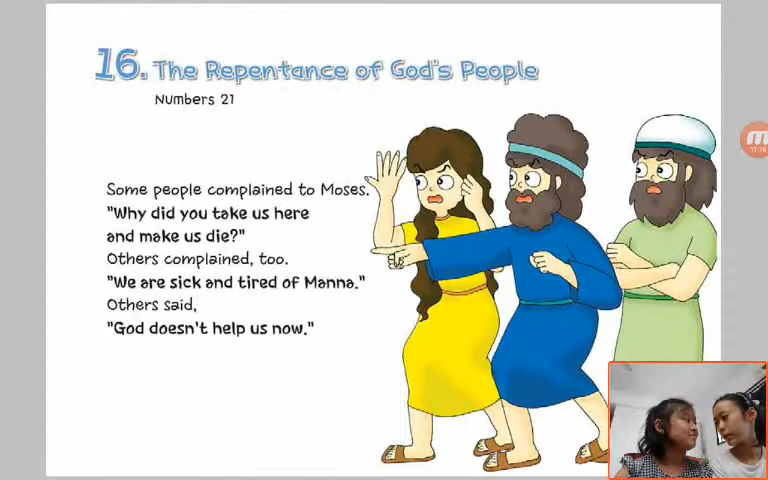 16. The Repentance of God's People
Numbers 21
Some people complained to Moses.
"Why did you take us here
and make us die?"
Others complained, too.
"We are sick and tired of Manna."
Others said,
"God doesn't help us now."